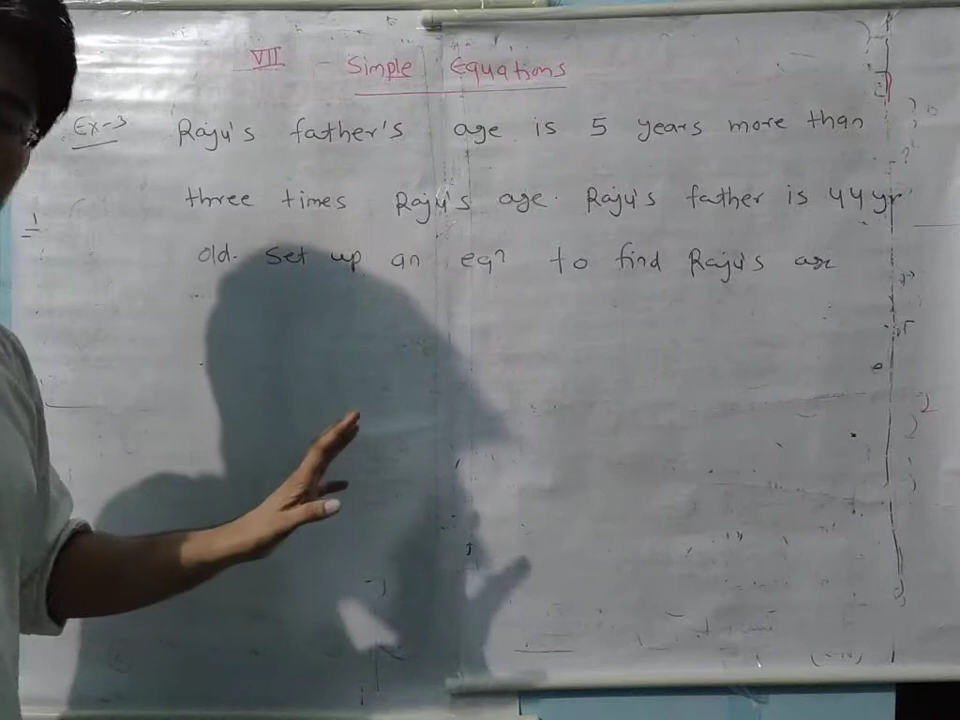 VII - Simple Equations
Ex-3 Raju's father's age is 5 years more than
three times Raju's age. Raju's father is 44 yr
old. Set up an eqn to find Raju's age